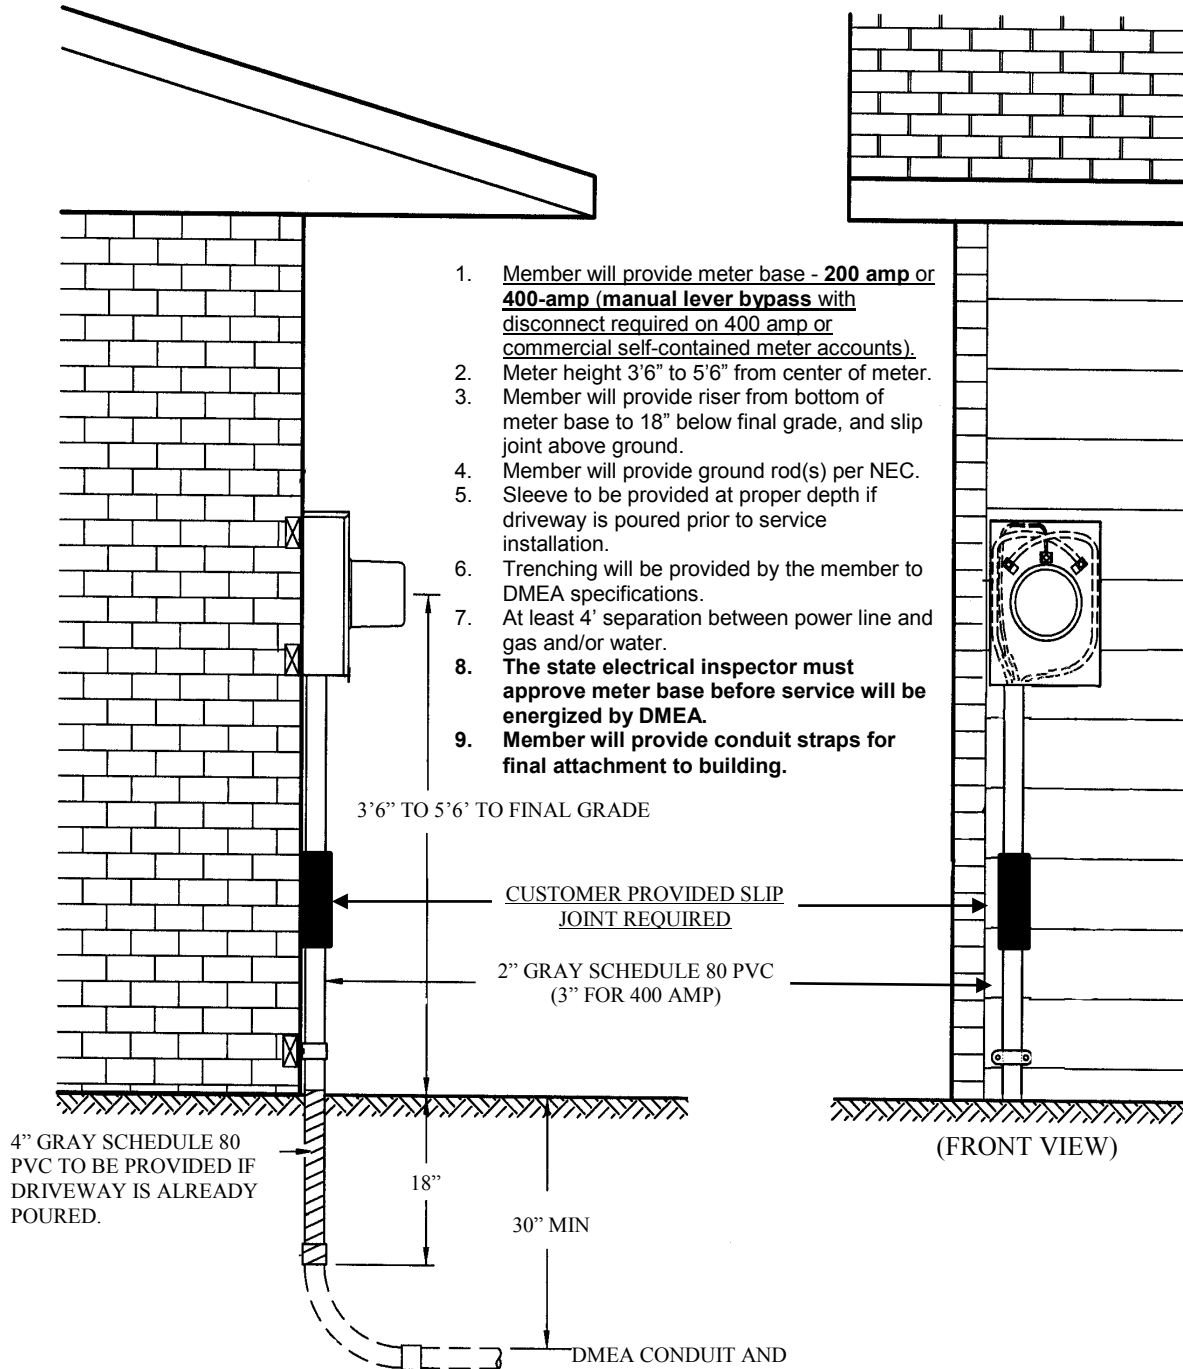 1. Member will provide meter base - 200 amp or
400-amp (manual lever bypass with
disconnect required on 400 amp or
commercial self-contained meter accounts).
2. Meter height 3’6” to 5’6” from center of meter.
3. Member will provide riser from bottom of
meter base to 18” below final grade, and slip
joint above ground.
4. Member will provide ground rod(s) per NEC.
5. Sleeve to be provided at proper depth if
driveway is poured prior to service
installation.
6. Trenching will be provided by the member to
DMEA specifications.
7. At least 4’ separation between power line and
gas and/or water.
8. The state electrical inspector must
approve meter base before service will be
energized by DMEA.
9. Member will provide conduit straps for
final attachment to building.
3’6” TO 5’6’ TO FINAL GRADE
CUSTOMER PROVIDED SLIP
JOINT REQUIRED
2” GRAY SCHEDULE 80 PVC
(3” FOR 400 AMP)
4” GRAY SCHEDULE 80
PVC TO BE PROVIDED IF
DRIVEWAY IS ALREADY
POURED.
18”
30” MIN
(FRONT VIEW)
DMEA CONDUIT AND